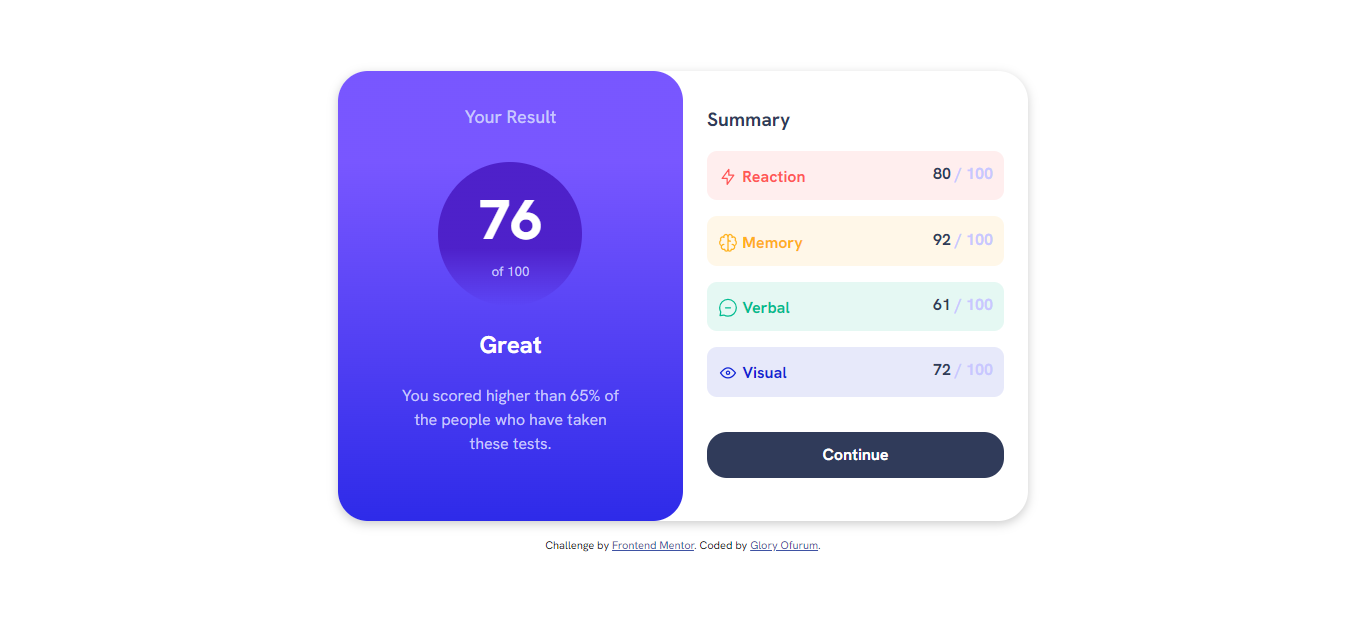 Your Result
76
of 100
Great
You scored higher than 65% of
the people who have taken
these tests.
Summary
Reaction 80 / 100
Memory 92 / 100
Verbal 61 / 100
Visual 72 / 100
Continue
Challenge by Frontend Mentor. Coded by Glory Ofurum.